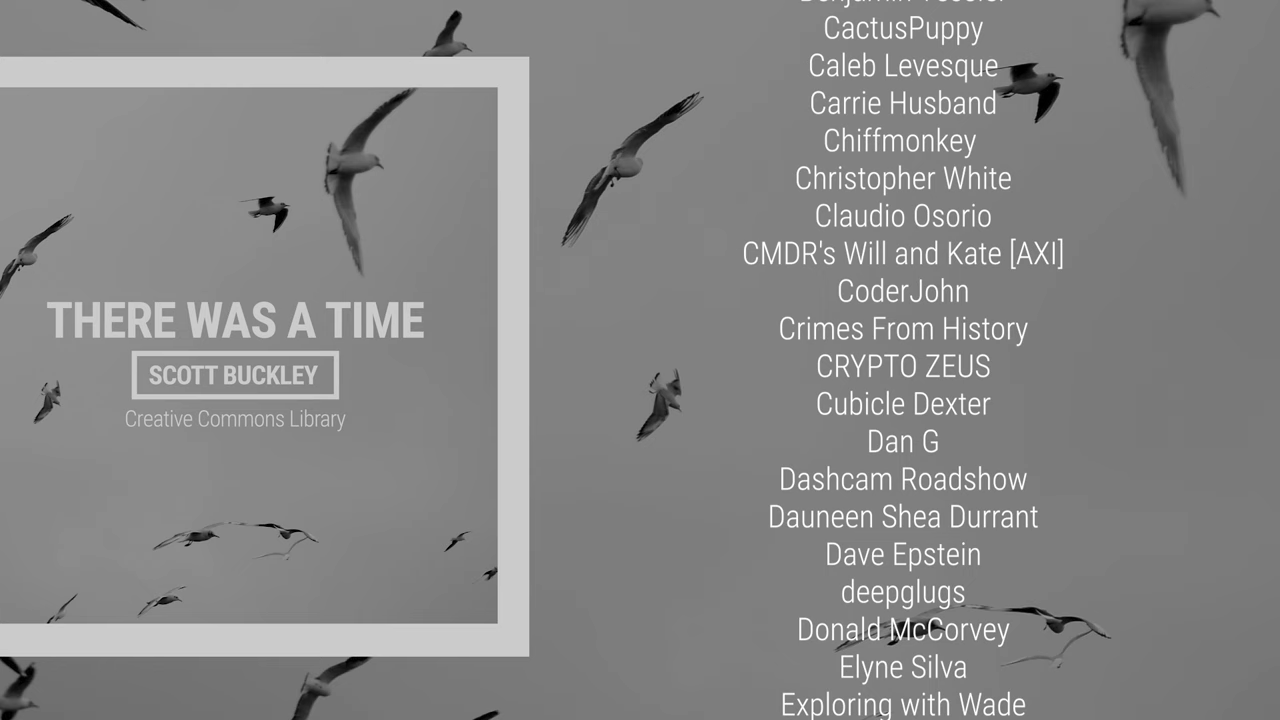 THERE WAS A TIME
SCOTT BUCKLEY
Creative Commons Library
CactusPuppy
Caleb Levesque
Carrie Husband
Chiffmonkey
Christopher White
Claudio Osorio
CMDR's Will and Kate [AXI]
CoderJohn
Crimes From History
CRYPTO ZEUS
Cubicle Dexter
Dan G
Dashcam Roadshow
Dauneen Shea Durrant
Dave Epstein
deepglugs
Donald McCorvey
Elyne Silva
Exploring with Wade